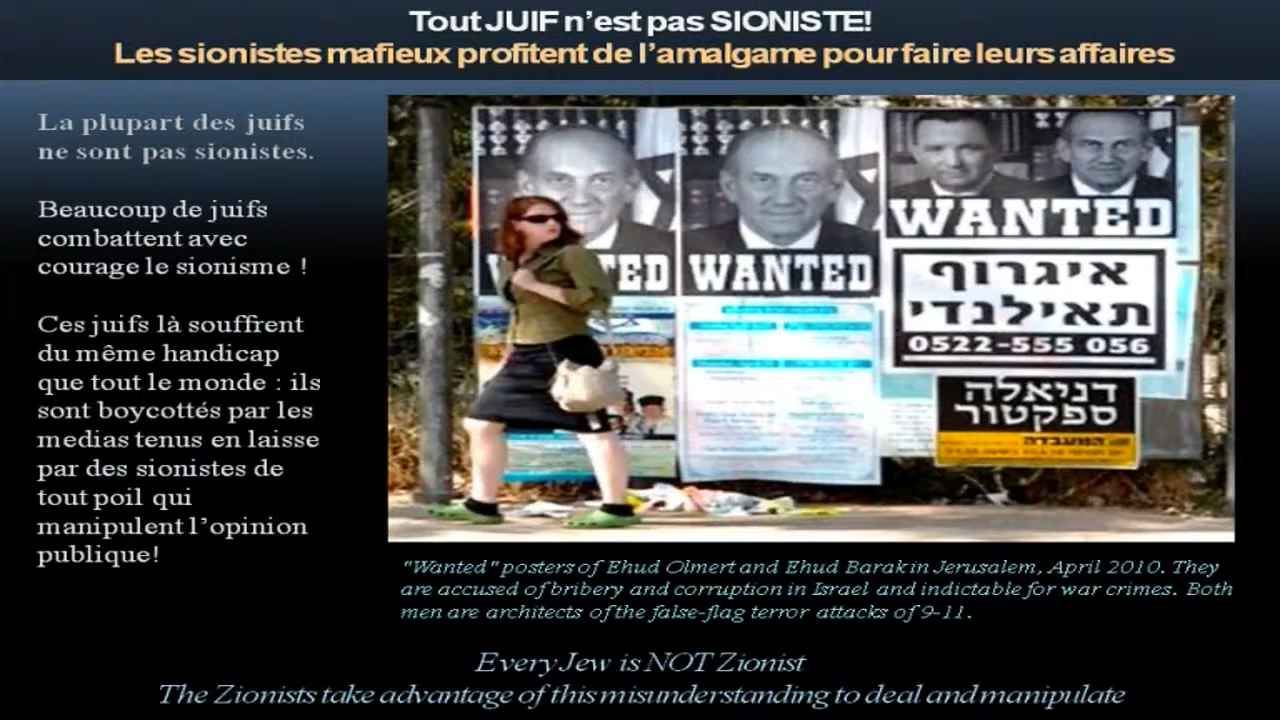 Tout JUIF n'est pas SIONISTE!
Les sionistes mafieux profitent de l'amalgame pour faire leurs affaires
La plupart des juifs
ne sont pas sionistes.
Beaucoup de juifs
combattent avec
courage le sionisme !
Ces juifs là souffrent
du même handicap
que tout le monde : ils
sont boycottés par les
medias tenus en laisse
par des sionistes de
tout poil qui
manipulent l'opinion
publique!
WANTED
WANTED
איגרוף
תאילנדי
0522-555 056
דניאלה
ספקטור
"Wanted" posters of Ehud Olmert and Ehud Barak in Jerusalem, April 2010. They
are accused of bribery and corruption in Israel and indictable for war crimes. Both
men are architects of the false-flag terror attacks of 9-11.
Every Jew is NOT Zionist
The Zionists take advantage of this misunderstanding to deal and manipulate